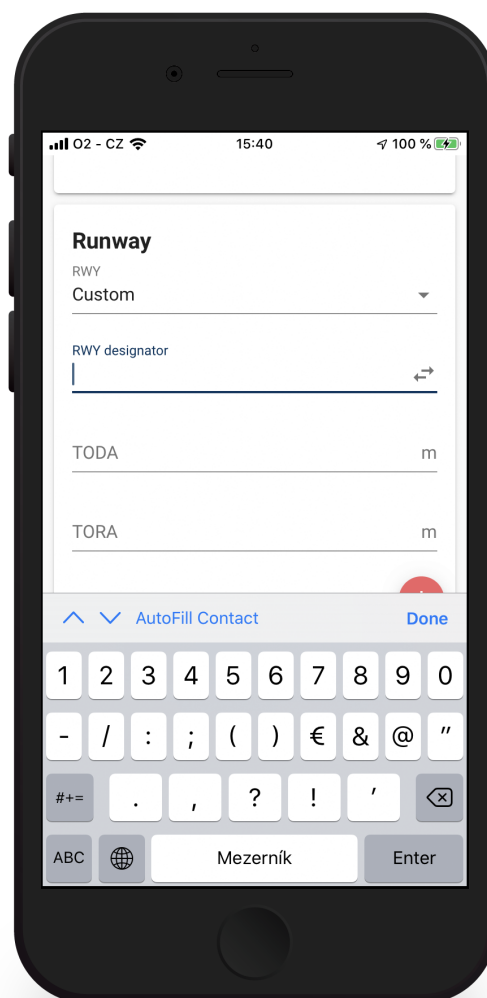 O2 - CZ 15:40 100 %
Runway
RWY
Custom
RWY designator
TODA m
TORA m
AutoFill Contact Done
1 2 3 4 5 6 7 8 9 0
- / : ; ( ) € & @ "
#+= . , ? ! '
ABC Mezerník Enter